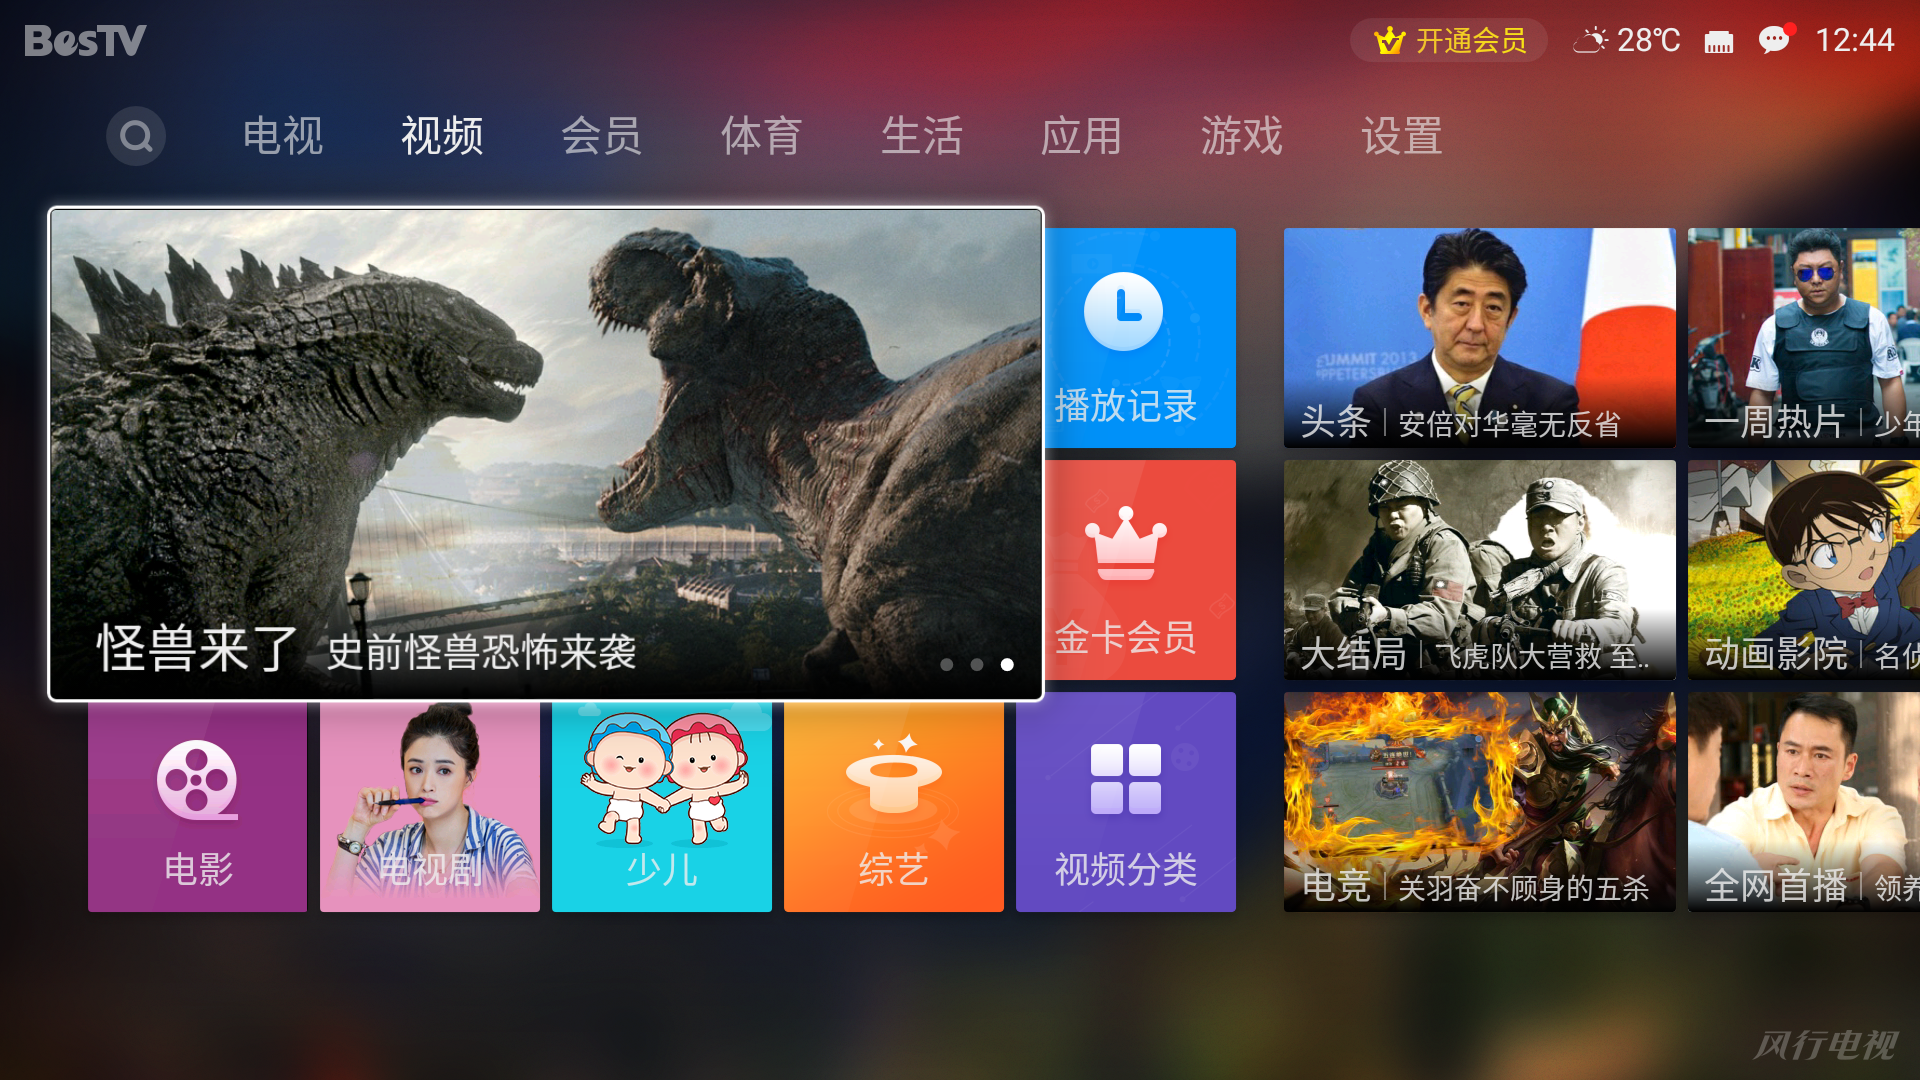 BesTV
开通会员
28℃
12:44
电视
视频
会员
体育
生活
应用
游戏
设置
怪兽来了
史前怪兽恐怖来袭
播放记录
金卡会员
电影
电视剧
少儿
综艺
视频分类
SUMMIT 2013
头条 | 安倍对华毫无反省
一周热片 | 少年
大结局 | 飞虎队大营救 至..
动画影院 | 名侦
电竞 | 关羽奋不顾身的五杀
全网首播 | 领养
风行电视